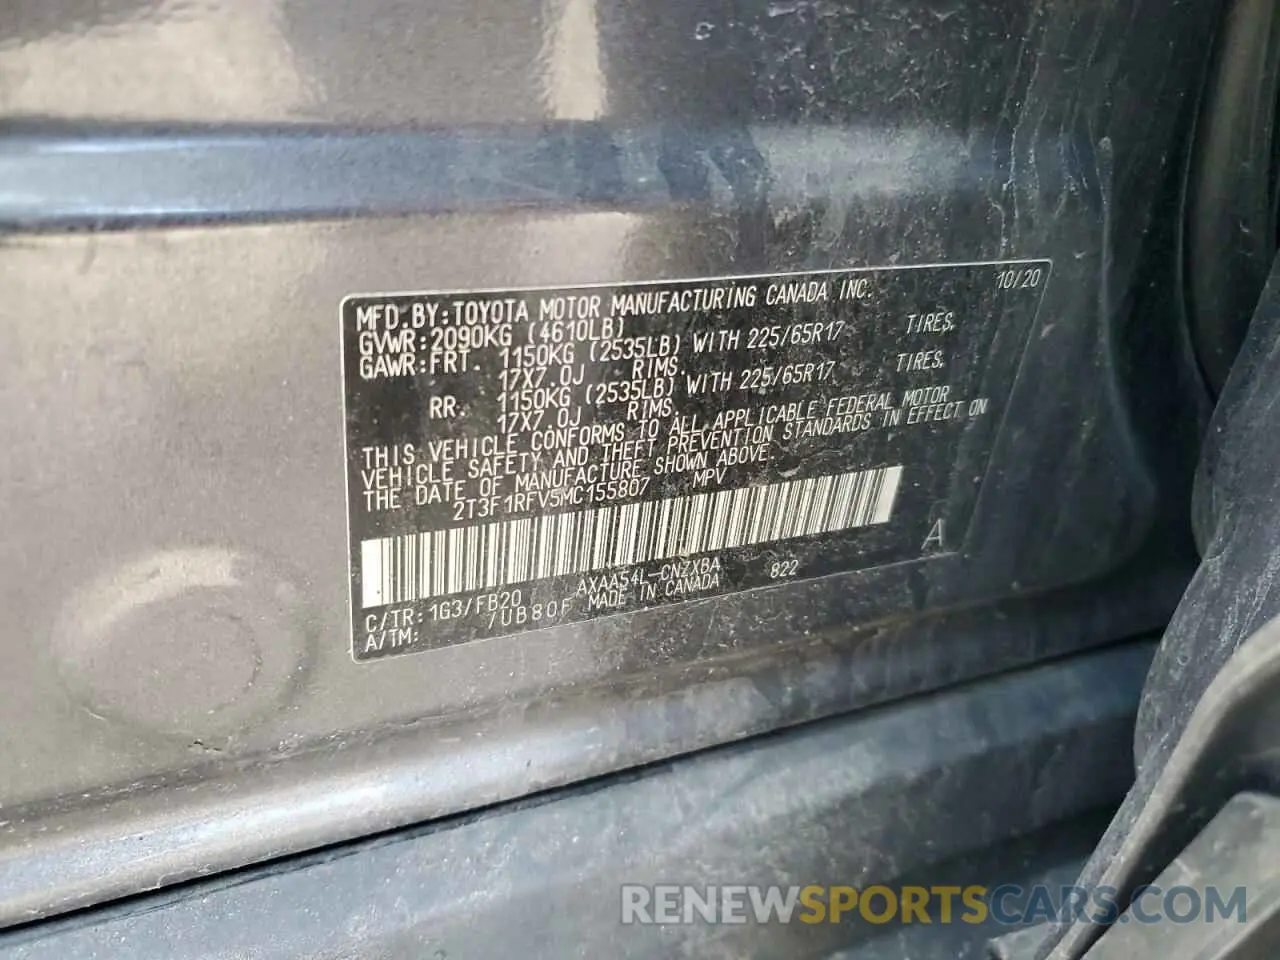 MFD.BY:TOYOTA MOTOR MANUFACTURING CANADA INC. 10/20
GVWR:2090KG (4610LB)
GAWR:FRT. 1150KG (2535LB) WITH 225/65R17 TIRES,
17X7.0J RIMS.
RR. 1150KG (2535LB) WITH 225/65R17 TIRES,
17X7.0J RIMS.
THIS VEHICLE CONFORMS TO ALL APPLICABLE FEDERAL MOTOR
VEHICLE SAFETY AND THEFT PREVENTION STANDARDS IN EFFECT ON
THE DATE OF MANUFACTURE SHOWN ABOVE.
2T3F1RFV5MC155807 MPV
A
C/TR:1G3/FB20 AXAA54L-CNZXBA 822
A/TM: /UB80F MADE IN CANADA
RENEWSPORTSCARS.COM